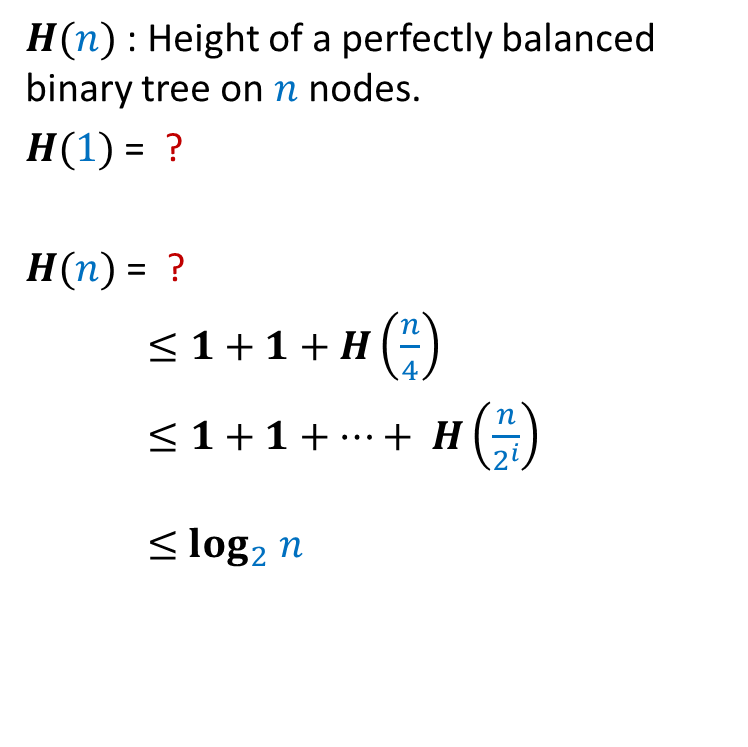 H(n) : Height of a perfectly balanced
binary tree on n nodes.
H(1) = ?
H(n) = ?
≤ 1 + 1 + H(n/4)
≤ 1 + 1 + ⋯ + H(n/2^i)
≤ log₂ n